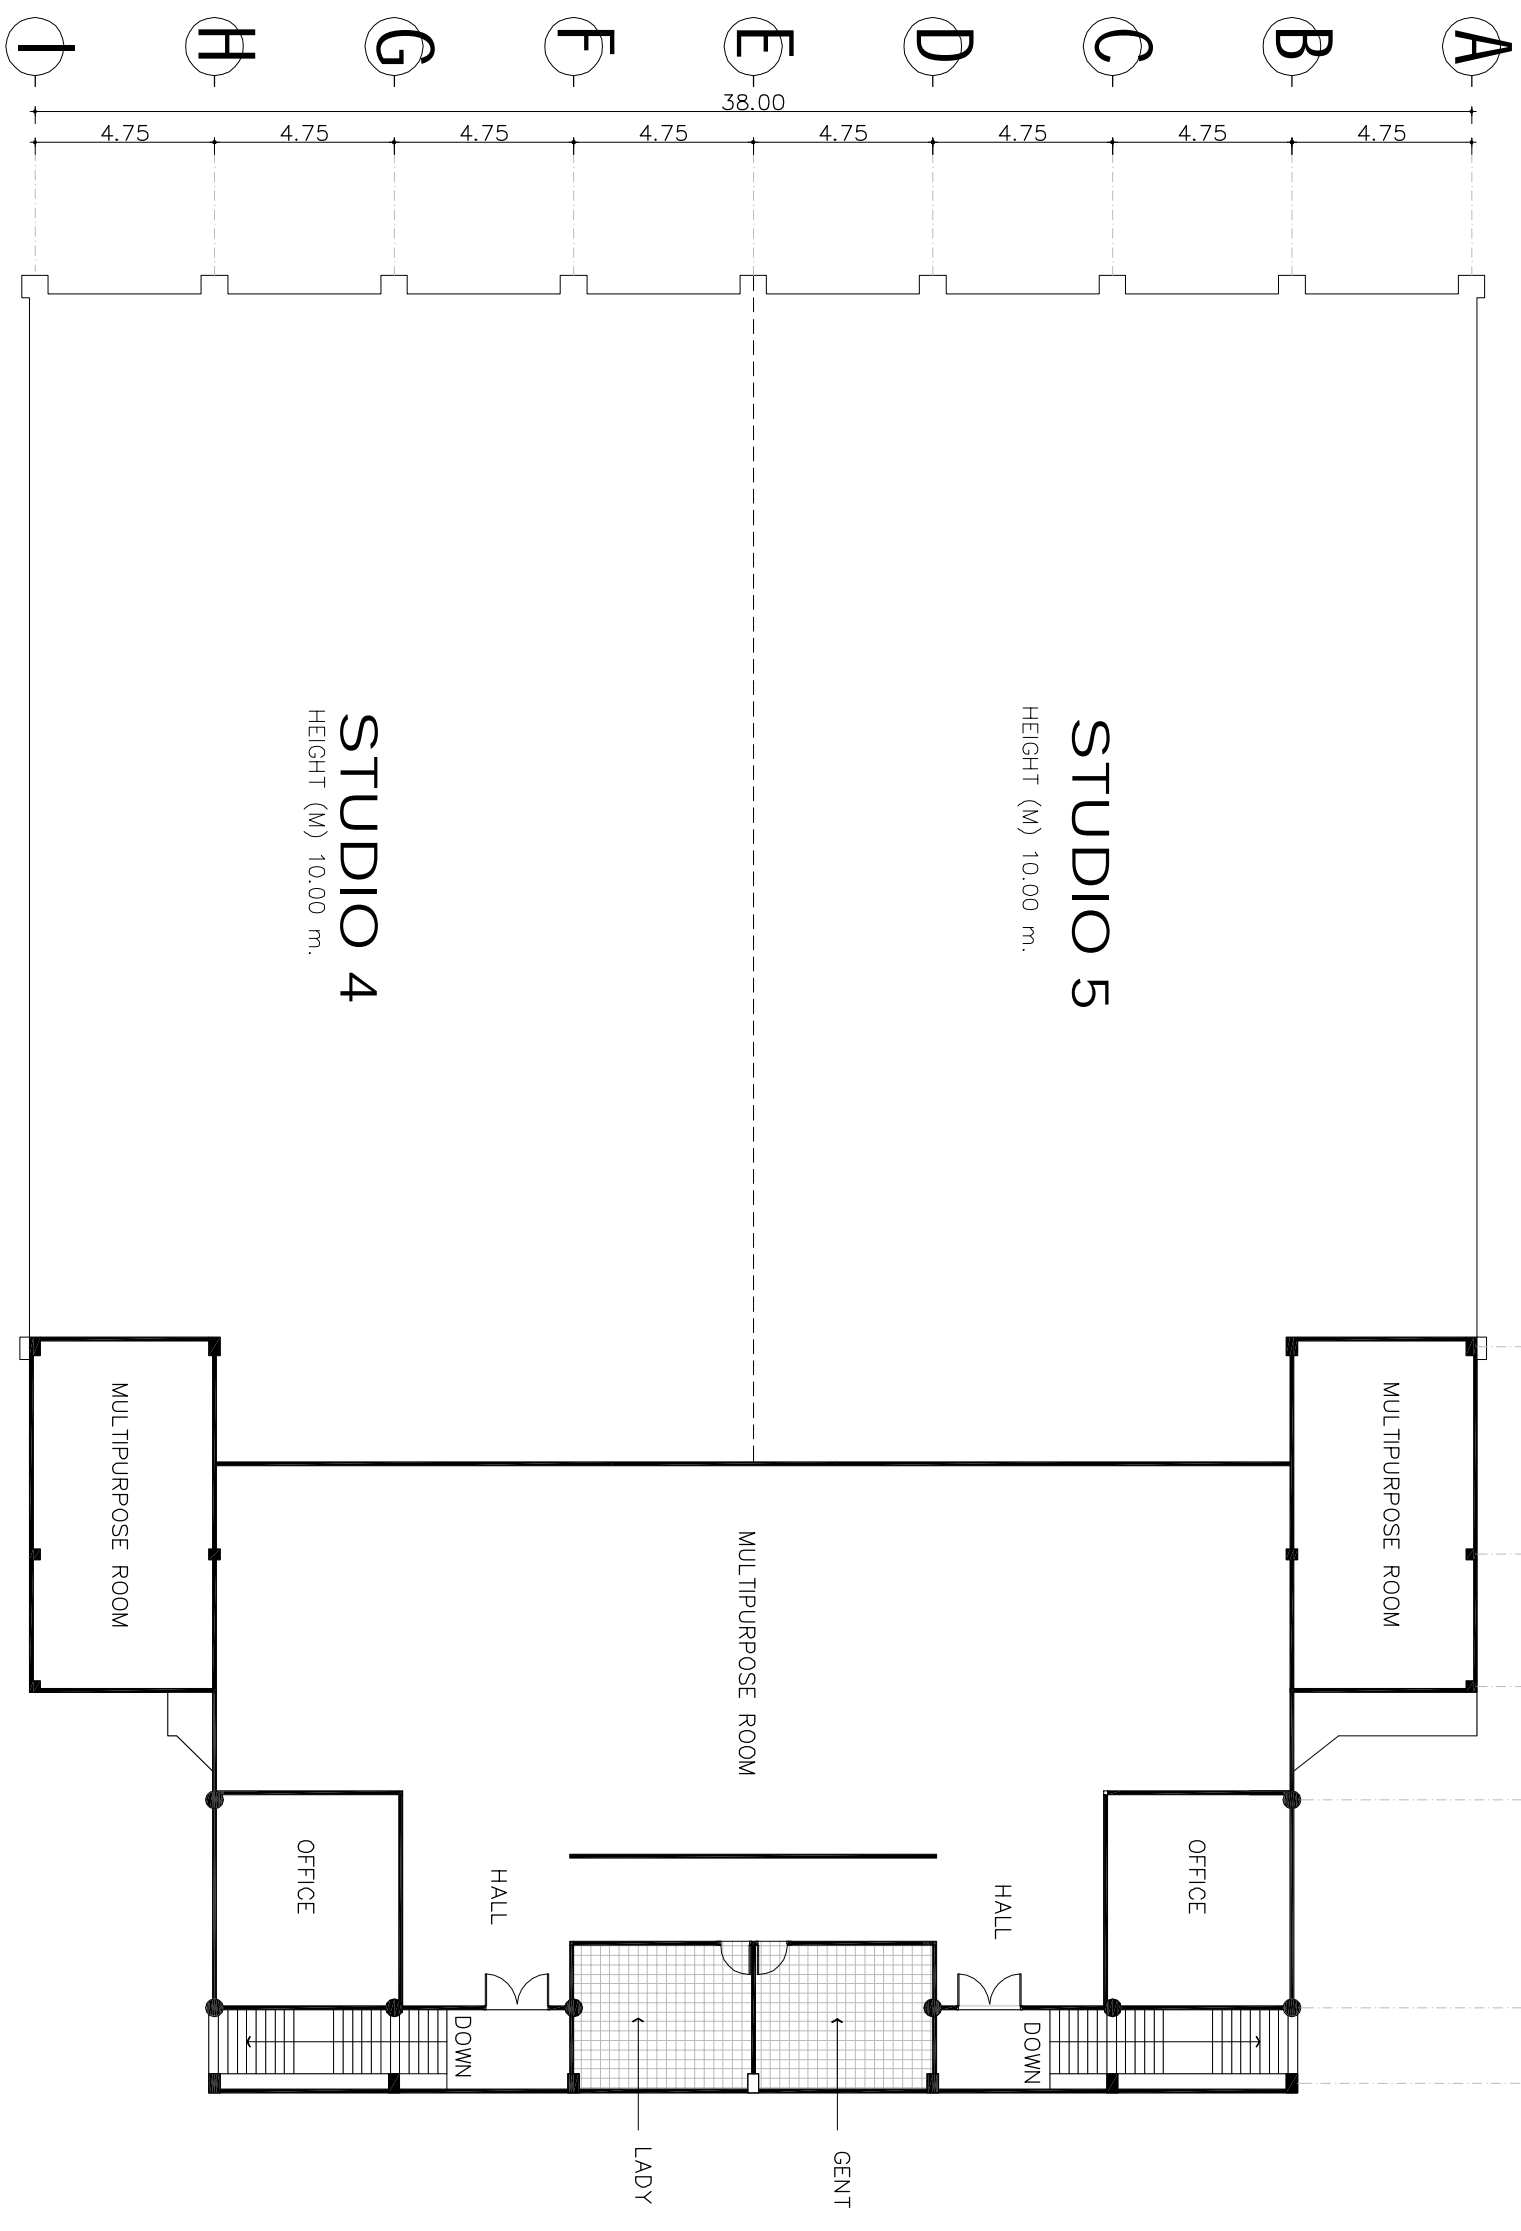 I H G F E D C B A
38.00
4.75 4.75 4.75 4.75 4.75 4.75 4.75 4.75
STUDIO 4
HEIGHT (M) 10.00 m.
STUDIO 5
HEIGHT (M) 10.00 m.
MULTIPURPOSE ROOM
MULTIPURPOSE ROOM
MULTIPURPOSE ROOM
OFFICE
HALL
HALL
OFFICE
DOWN
DOWN
LADY
GENT